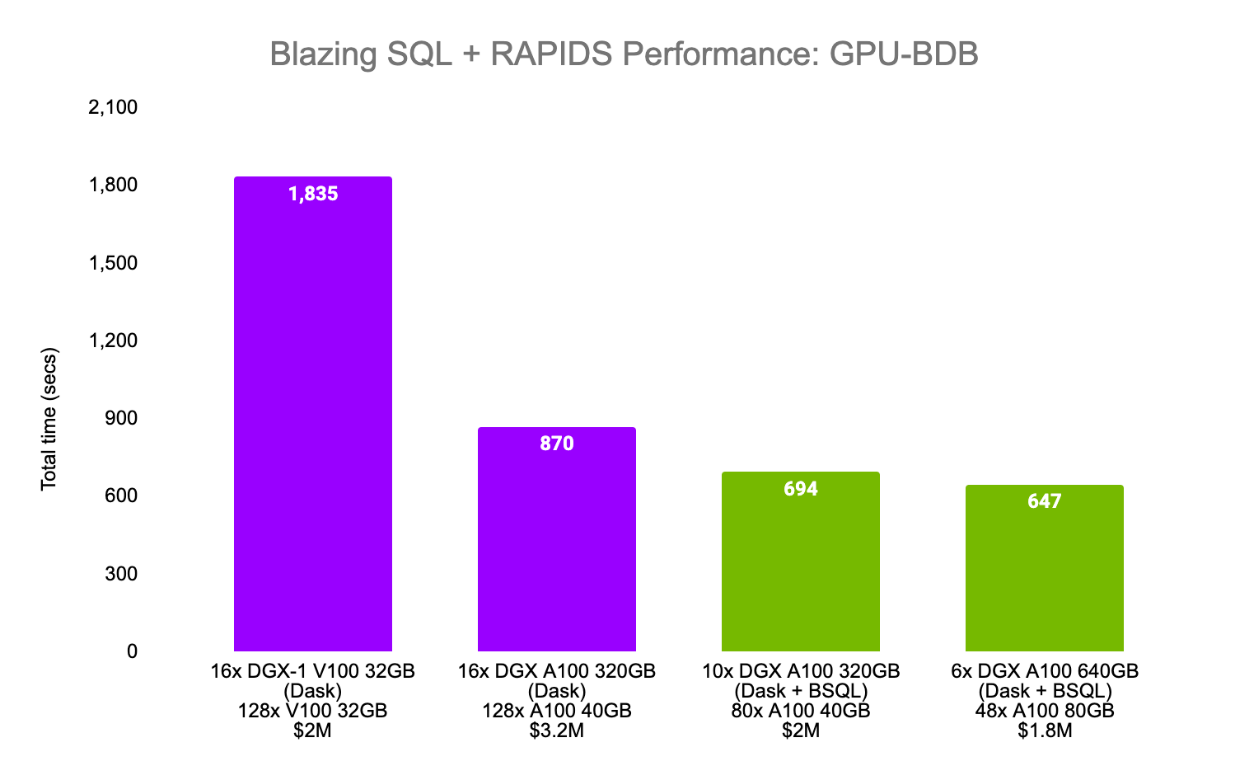 Blazing SQL + RAPIDS Performance: GPU-BDB
2,100
1,800
1,500
1,200
900
600
300
0
Total time (secs)
1,835
870
694
647
16x DGX-1 V100 32GB
(Dask)
128x V100 32GB
$2M
16x DGX A100 320GB
(Dask)
128x A100 40GB
$3.2M
10x DGX A100 320GB
(Dask + BSQL)
80x A100 40GB
$2M
6x DGX A100 640GB
(Dask + BSQL)
48x A100 80GB
$1.8M